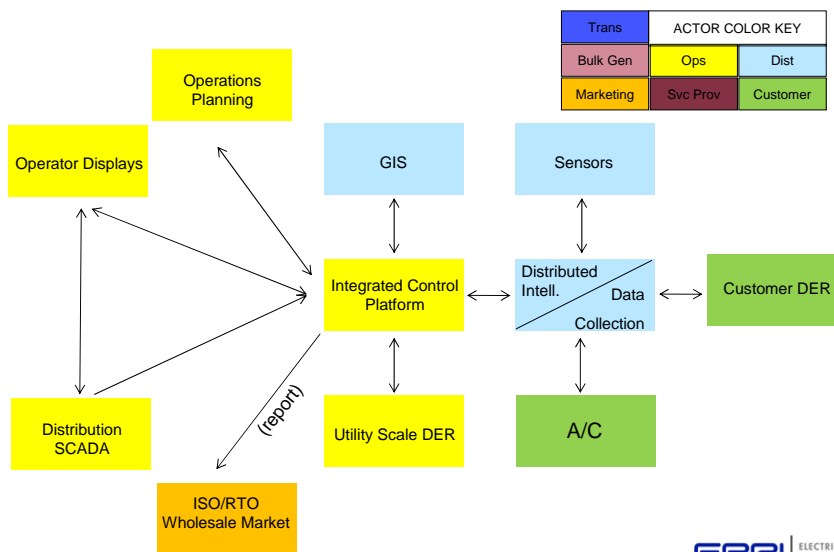 Trans
ACTOR COLOR KEY
Bulk Gen
Ops
Dist
Marketing
Svc Prov
Customer
Operations
Planning
Operator Displays
GIS
Sensors
Integrated Control
Platform
Distributed
Intell.
Data
Collection
Customer DER
(report)
Distribution
SCADA
Utility Scale DER
A/C
ISO/RTO
Wholesale Market